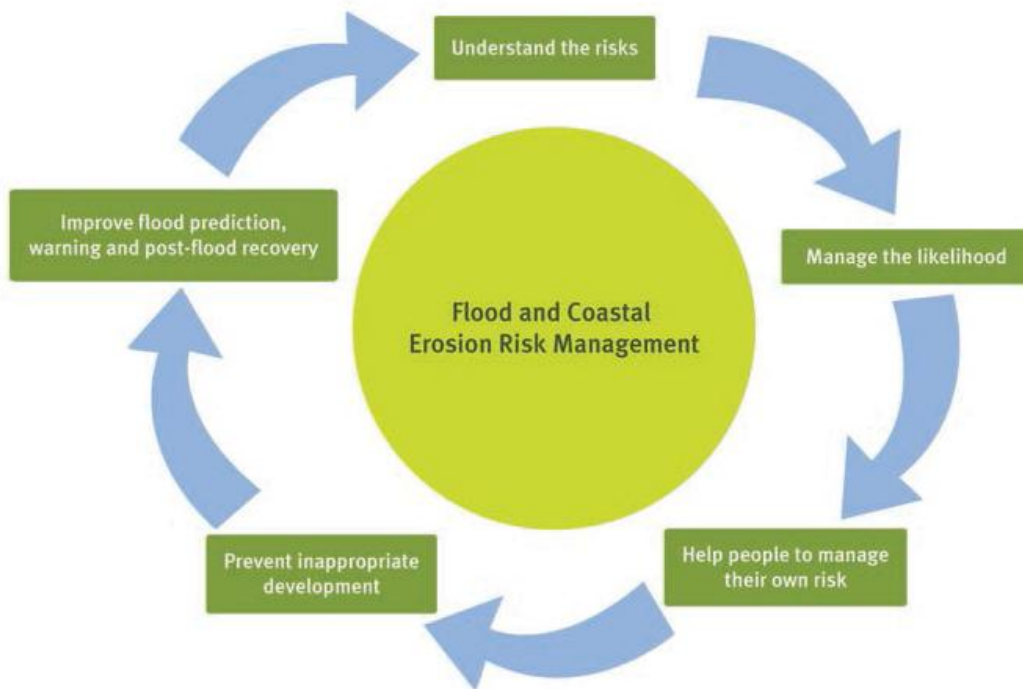 Understand the risks
Manage the likelihood
Help people to manage
their own risk
Prevent inappropriate
development
Improve flood prediction,
warning and post-flood recovery
Flood and Coastal
Erosion Risk Management